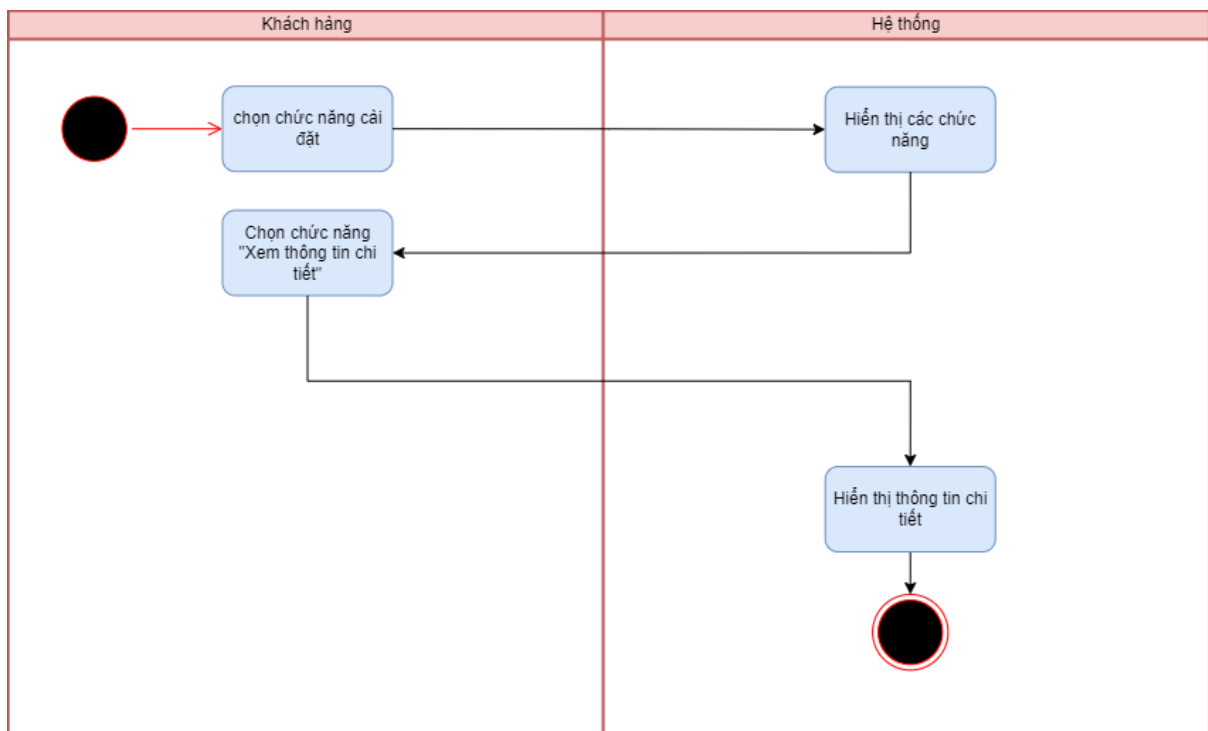 Khách hàng
Hệ thống
chọn chức năng cài
đặt
Hiển thị các chức
năng
Chọn chức năng
"Xem thông tin chi
tiết"
Hiển thị thông tin chi
tiết